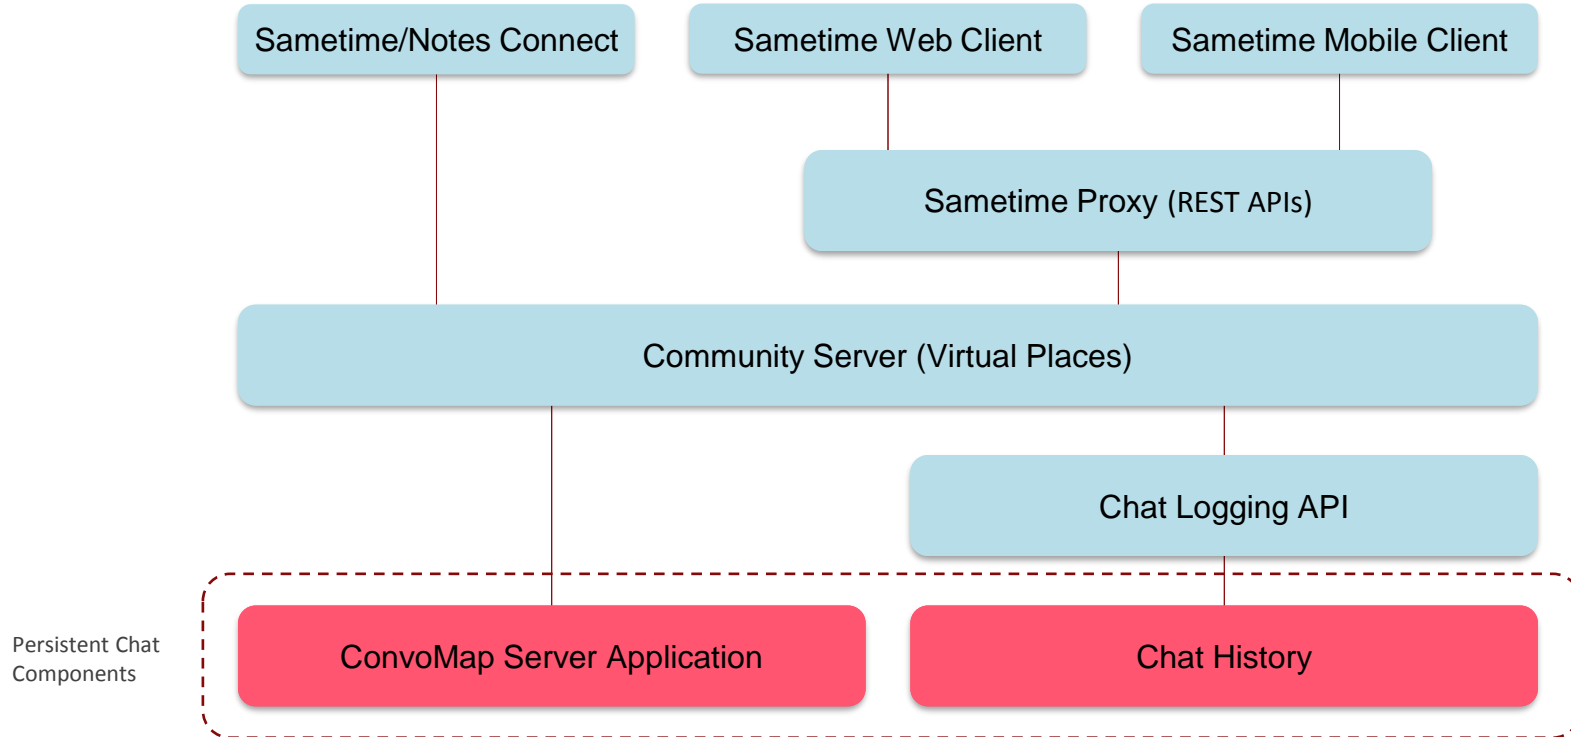 Sametime/Notes Connect
Sametime Web Client
Sametime Mobile Client
Sametime Proxy (REST APIs)
Community Server (Virtual Places)
Chat Logging API
Persistent Chat
Components
ConvoMap Server Application
Chat History